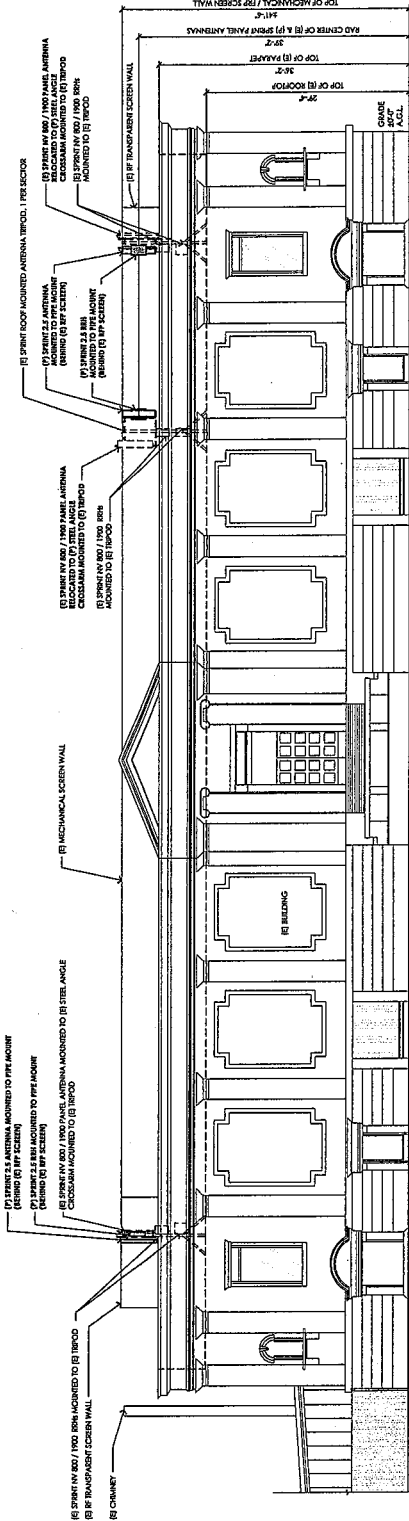 (P) SPRINT 2.5 ANTENNA MOUNTED TO PIPE MOUNT
(BEHIND (E) RFP SCREEN)
(P) SPRINT 2.5 RRH MOUNTED TO PIPE MOUNT
(BEHIND (E) RFP SCREEN)
(E) SPRINT NV 800 / 1900 PANEL ANTENNA MOUNTED TO (E) STEEL ANGLE
CROSSARM MOUNTED TO (E) TRIPOD
(E) SPRINT NV 800 / 1900 RRHs MOUNTED TO (E) TRIPOD
(E) RF TRANSPARENT SCREEN WALL
(E) CHIMNEY
(E) MECHANICAL SCREEN WALL
(E) BUILDING
(E) SPRINT NV 800 / 1900 PANEL ANTENNA
RELOCATED TO (P) STEEL ANGLE
CROSSARM MOUNTED TO (E) TRIPOD
(E) SPRINT NV 800 / 1900 RRHs
MOUNTED TO (E) TRIPOD
(E) SPRINT ROOF MOUNTED ANTENNA TRIPOD, 1 PER SECTOR
(P) SPRINT 2.5 ANTENNA
MOUNTED TO PIPE MOUNT
(BEHIND (E) RFP SCREEN)
(P) SPRINT 2.5 RRH
MOUNTED TO PIPE MOUNT
(BEHIND (E) RFP SCREEN)
(E) SPRINT NV 800 / 1900 PANEL ANTENNA
RELOCATED TO (P) STEEL ANGLE
CROSSARM MOUNTED TO (E) TRIPOD
(E) SPRINT NV 800 / 1900 RRHs
MOUNTED TO (E) TRIPOD
(E) RF TRANSPARENT SCREEN WALL
TOP OF MECHANICAL / FRP SCREEN WALL
±41'-6"
RAD CENTER OF (E) & (P) SPRINT PANEL ANTENNAS
39'-2"
TOP OF (E) PARAPET
36'-2"
TOP OF (E) ROOFTOP
29'-4"
GRADE
±0'-0"
A.G.L.